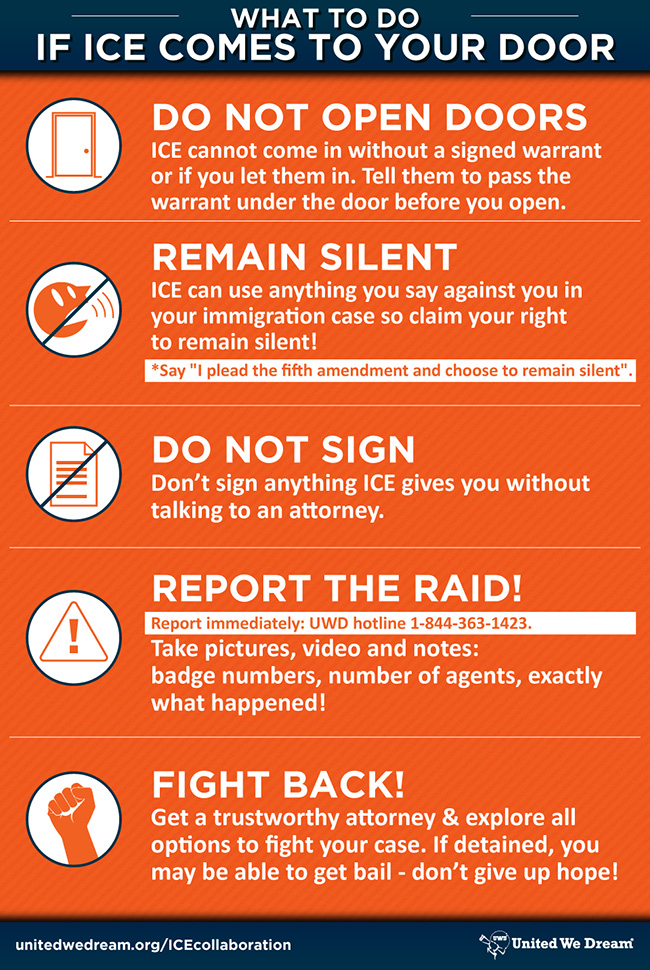 WHAT TO DO
IF ICE COMES TO YOUR DOOR
DO NOT OPEN DOORS
ICE cannot come in without a signed warrant
or if you let them in. Tell them to pass the
warrant under the door before you open.
REMAIN SILENT
ICE can use anything you say against you in
your immigration case so claim your right
to remain silent!
*Say "I plead the fifth amendment and choose to remain silent".
DO NOT SIGN
Don't sign anything ICE gives you without
talking to an attorney.
!
REPORT THE RAID!
Report immediately: UWD hotline 1-844-363-1423.
Take pictures, video and notes:
badge numbers, number of agents, exactly
what happened!
FIGHT BACK!
Get a trustworthy attorney & explore all
options to fight your case. If detained, you
may be able to get bail - don't give up hope!
unitedwedream.org/ICEcollaboration
UWD United We Dream®